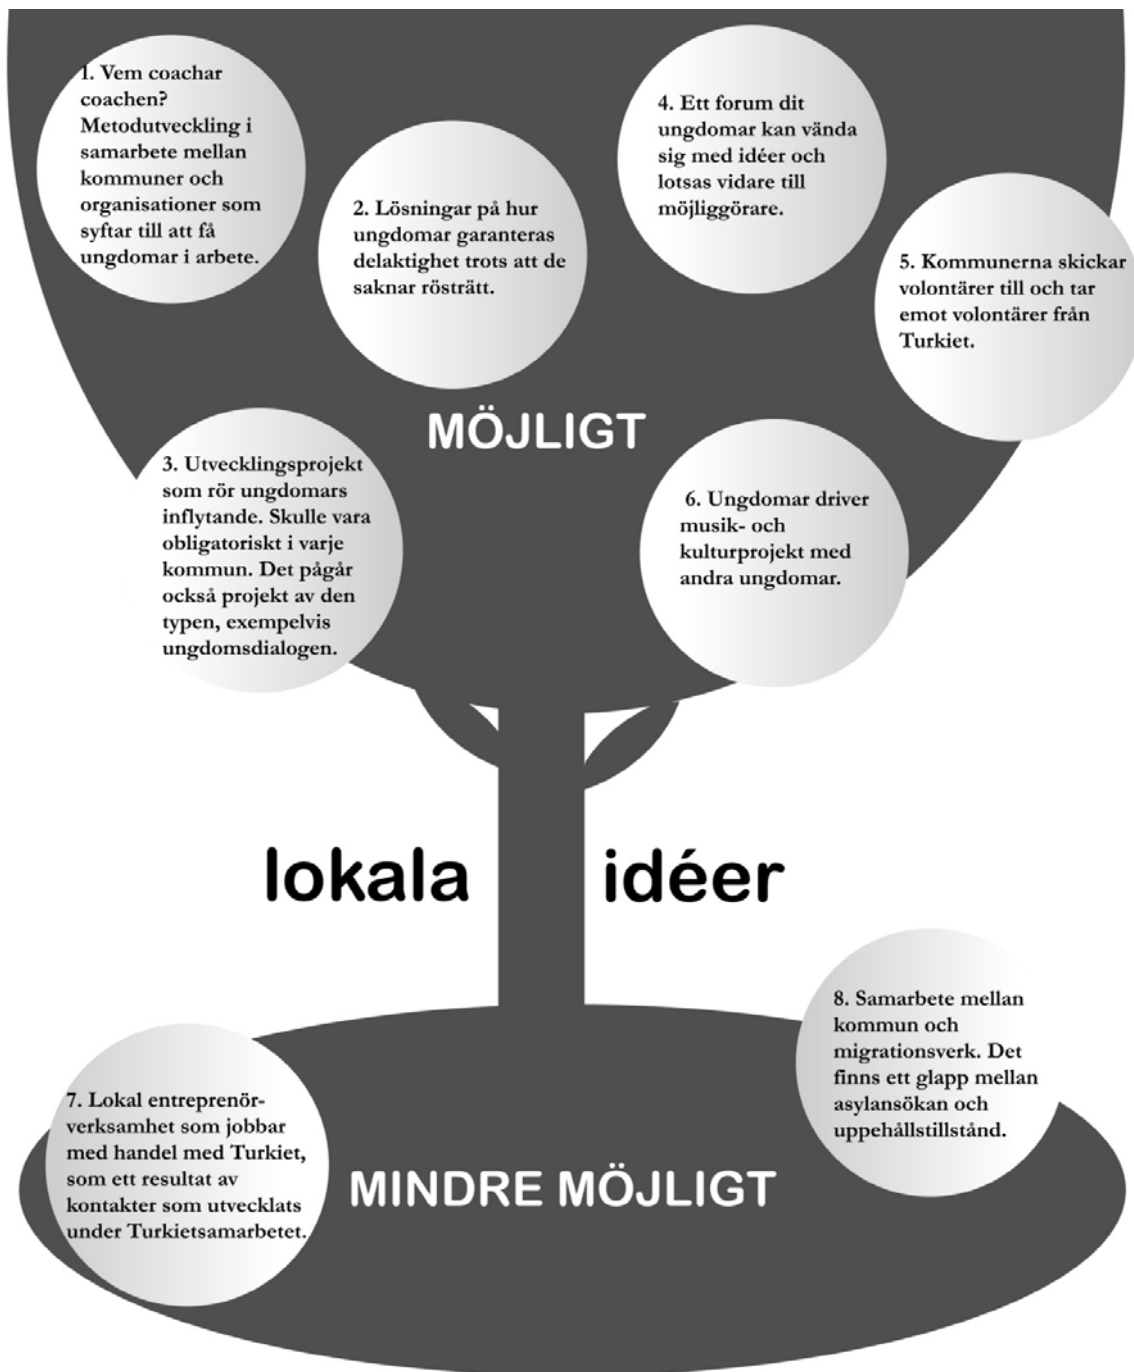 1. Vem coachar
coachen?
Metodutveckling i
samarbete mellan
kommuner och
organisationer som
syftar till att få
ungdomar i arbete.
2. Lösningar på hur
ungdomar garanteras
delaktighet trots att de
saknar rösträtt.
3. Utvecklingsprojekt
som rör ungdomars
inflytande. Skulle vara
obligatoriskt i varje
kommun. Det pågår
också projekt av den
typen, exempelvis
ungdomsdialogen.
4. Ett forum dit
ungdomar kan vända
sig med idéer och
lotsas vidare till
möjliggörare.
5. Kommunerna skickar
volontärer till och tar
emot volontärer från
Turkiet.
6. Ungdomar driver
musik- och
kulturprojekt med
andra ungdomar.
MÖJLIGT
lokala idéer
7. Lokal entreprenör-
verksamhet som jobbar
med handel med Turkiet,
som ett resultat av
kontakter som utvecklats
under Turkietsamarbetet.
8. Samarbete mellan
kommun och
migrationsverk. Det
finns ett glapp mellan
asylansökan och
uppehållstillstånd.
MINDRE MÖJLIGT